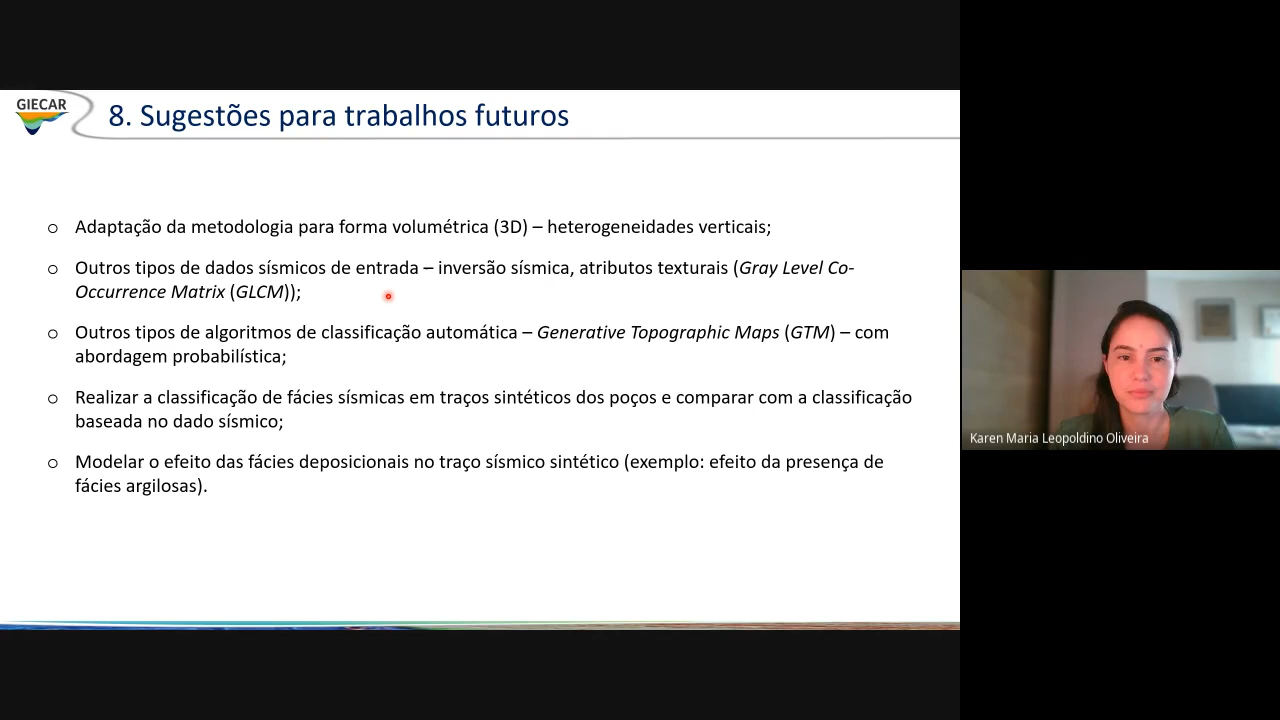 GIECAR
8. Sugestões para trabalhos futuros
o Adaptação da metodologia para forma volumétrica (3D) – heterogeneidades verticais;
o Outros tipos de dados sísmicos de entrada – inversão sísmica, atributos texturais (Gray Level Co-
Occurrence Matrix (GLCM));
o Outros tipos de algoritmos de classificação automática – Generative Topographic Maps (GTM) – com
abordagem probabilística;
o Realizar a classificação de fácies sísmicas em traços sintéticos dos poços e comparar com a classificação
baseada no dado sísmico;
o Modelar o efeito das fácies deposicionais no traço sísmico sintético (exemplo: efeito da presença de
fácies argilosas).
Karen Maria Leopoldino Oliveira